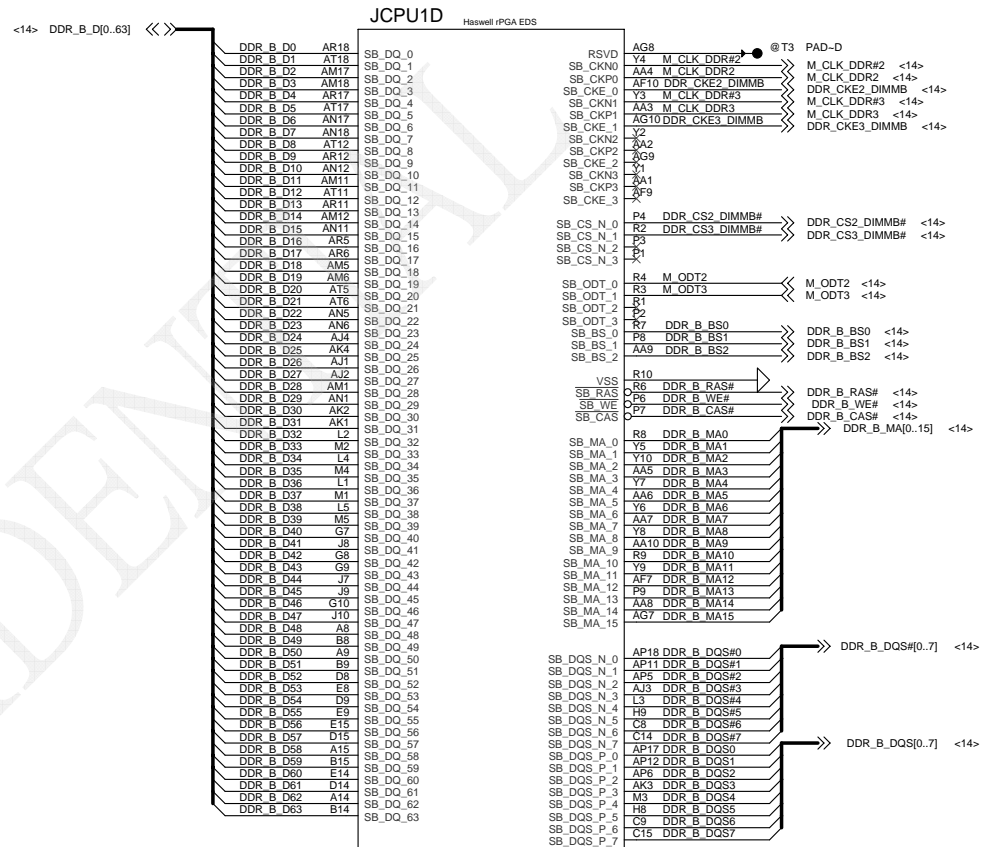 JCPU1D
Haswell rPGA EDS
<14> DDR_B_D[0..63]
DDR_B_D0 AR18 SB_DQ_0
DDR_B_D1 AT18 SB_DQ_1
DDR_B_D2 AM17 SB_DQ_2
DDR_B_D3 AM18 SB_DQ_3
DDR_B_D4 AR17 SB_DQ_4
DDR_B_D5 AT17 SB_DQ_5
DDR_B_D6 AN17 SB_DQ_6
DDR_B_D7 AN18 SB_DQ_7
DDR_B_D8 AT12 SB_DQ_8
DDR_B_D9 AR12 SB_DQ_9
DDR_B_D10 AN12 SB_DQ_10
DDR_B_D11 AM11 SB_DQ_11
DDR_B_D12 AT11 SB_DQ_12
DDR_B_D13 AR11 SB_DQ_13
DDR_B_D14 AM12 SB_DQ_14
DDR_B_D15 AN11 SB_DQ_15
DDR_B_D16 AR5 SB_DQ_16
DDR_B_D17 AR6 SB_DQ_17
DDR_B_D18 AM5 SB_DQ_18
DDR_B_D19 AM6 SB_DQ_19
DDR_B_D20 AT5 SB_DQ_20
DDR_B_D21 AT6 SB_DQ_21
DDR_B_D22 AN5 SB_DQ_22
DDR_B_D23 AN6 SB_DQ_23
DDR_B_D24 AJ4 SB_DQ_24
DDR_B_D25 AK4 SB_DQ_25
DDR_B_D26 AJ1 SB_DQ_26
DDR_B_D27 AJ2 SB_DQ_27
DDR_B_D28 AM1 SB_DQ_28
DDR_B_D29 AN1 SB_DQ_29
DDR_B_D30 AK2 SB_DQ_30
DDR_B_D31 AK1 SB_DQ_31
DDR_B_D32 L2 SB_DQ_32
DDR_B_D33 M2 SB_DQ_33
DDR_B_D34 L4 SB_DQ_34
DDR_B_D35 M4 SB_DQ_35
DDR_B_D36 L1 SB_DQ_36
DDR_B_D37 M1 SB_DQ_37
DDR_B_D38 L5 SB_DQ_38
DDR_B_D39 M5 SB_DQ_39
DDR_B_D40 G7 SB_DQ_40
DDR_B_D41 J8 SB_DQ_41
DDR_B_D42 G8 SB_DQ_42
DDR_B_D43 G9 SB_DQ_43
DDR_B_D44 J7 SB_DQ_44
DDR_B_D45 J9 SB_DQ_45
DDR_B_D46 G10 SB_DQ_46
DDR_B_D47 J10 SB_DQ_47
DDR_B_D48 A8 SB_DQ_48
DDR_B_D49 B8 SB_DQ_49
DDR_B_D50 A9 SB_DQ_50
DDR_B_D51 B9 SB_DQ_51
DDR_B_D52 D8 SB_DQ_52
DDR_B_D53 E8 SB_DQ_53
DDR_B_D54 D9 SB_DQ_54
DDR_B_D55 E9 SB_DQ_55
DDR_B_D56 E15 SB_DQ_56
DDR_B_D57 D15 SB_DQ_57
DDR_B_D58 A15 SB_DQ_58
DDR_B_D59 B15 SB_DQ_59
DDR_B_D60 E14 SB_DQ_60
DDR_B_D61 D14 SB_DQ_61
DDR_B_D62 A14 SB_DQ_62
DDR_B_D63 B14 SB_DQ_63
RSVD AG8 @T3 PAD~D
SB_CKN0 Y4 M_CLK_DDR#2 M_CLK_DDR#2 <14>
SB_CKP0 AA4 M_CLK_DDR2 M_CLK_DDR2 <14>
SB_CKE_0 AF10 DDR_CKE2_DIMMB DDR_CKE2_DIMMB <14>
SB_CKN1 Y3 M_CLK_DDR#3 M_CLK_DDR#3 <14>
SB_CKP1 AA3 M_CLK_DDR3 M_CLK_DDR3 <14>
SB_CKE_1 AG10 DDR_CKE3_DIMMB DDR_CKE3_DIMMB <14>
SB_CKN2 Y2
SB_CKP2 AA2
SB_CKE_2 AG9
SB_CKN3 Y1
SB_CKP3 AA1
SB_CKE_3 AF9
SB_CS_N_0 P4 DDR_CS2_DIMMB# DDR_CS2_DIMMB# <14>
SB_CS_N_1 R2 DDR_CS3_DIMMB# DDR_CS3_DIMMB# <14>
SB_CS_N_2 P3
SB_CS_N_3 P1
SB_ODT_0 R4 M_ODT2 M_ODT2 <14>
SB_ODT_1 R3 M_ODT3 M_ODT3 <14>
SB_ODT_2 R1
SB_ODT_3 P2
SB_BS_0 R7 DDR_B_BS0 DDR_B_BS0 <14>
SB_BS_1 P8 DDR_B_BS1 DDR_B_BS1 <14>
SB_BS_2 AA9 DDR_B_BS2 DDR_B_BS2 <14>
VSS R10
SB_RAS R6 DDR_B_RAS# DDR_B_RAS# <14>
SB_WE P6 DDR_B_WE# DDR_B_WE# <14>
SB_CAS P7 DDR_B_CAS# DDR_B_CAS# <14>
DDR_B_MA[0..15] <14>
SB_MA_0 R8 DDR_B_MA0
SB_MA_1 Y5 DDR_B_MA1
SB_MA_2 Y10 DDR_B_MA2
SB_MA_3 AA5 DDR_B_MA3
SB_MA_4 Y7 DDR_B_MA4
SB_MA_5 AA6 DDR_B_MA5
SB_MA_6 Y6 DDR_B_MA6
SB_MA_7 AA7 DDR_B_MA7
SB_MA_8 Y8 DDR_B_MA8
SB_MA_9 AA10 DDR_B_MA9
SB_MA_10 R9 DDR_B_MA10
SB_MA_11 Y9 DDR_B_MA11
SB_MA_12 AF7 DDR_B_MA12
SB_MA_13 P9 DDR_B_MA13
SB_MA_14 AA8 DDR_B_MA14
SB_MA_15 AG7 DDR_B_MA15
DDR_B_DQS#[0..7] <14>
SB_DQS_N_0 AP18 DDR_B_DQS#0
SB_DQS_N_1 AP11 DDR_B_DQS#1
SB_DQS_N_2 AP5 DDR_B_DQS#2
SB_DQS_N_3 AJ3 DDR_B_DQS#3
SB_DQS_N_4 L3 DDR_B_DQS#4
SB_DQS_N_5 H9 DDR_B_DQS#5
SB_DQS_N_6 C8 DDR_B_DQS#6
SB_DQS_N_7 C14 DDR_B_DQS#7
DDR_B_DQS[0..7] <14>
SB_DQS_P_0 AP17 DDR_B_DQS0
SB_DQS_P_1 AP12 DDR_B_DQS1
SB_DQS_P_2 AP6 DDR_B_DQS2
SB_DQS_P_3 AK3 DDR_B_DQS3
SB_DQS_P_4 M3 DDR_B_DQS4
SB_DQS_P_5 H8 DDR_B_DQS5
SB_DQS_P_6 C9 DDR_B_DQS6
SB_DQS_P_7 C15 DDR_B_DQS7
DENTIAL